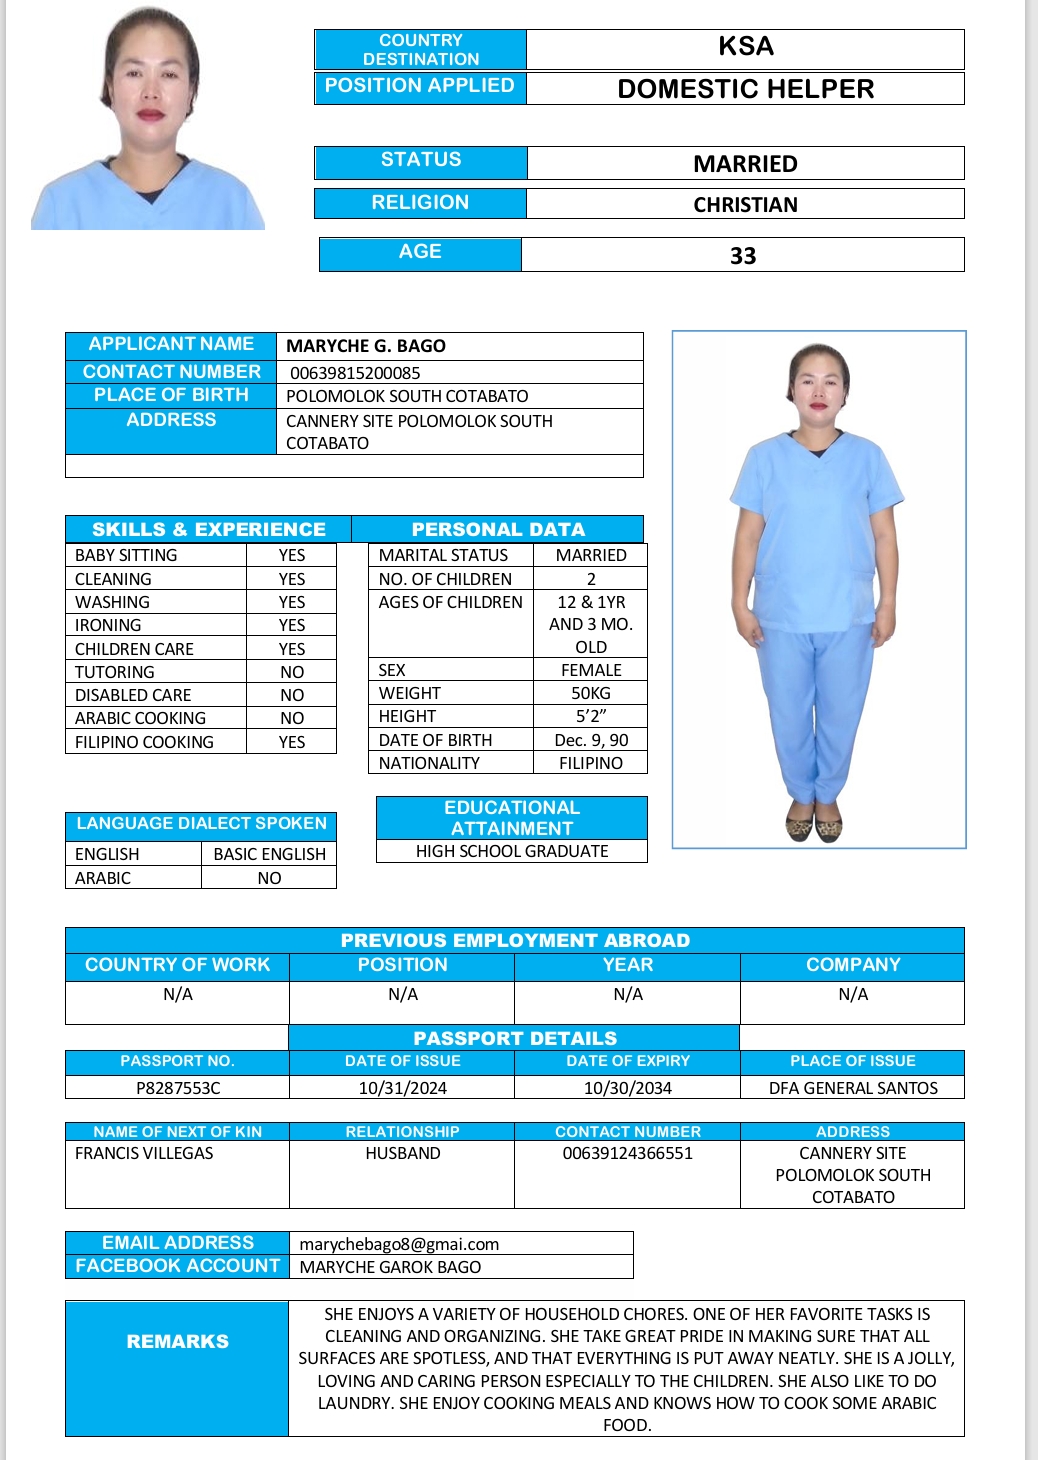 COUNTRY
DESTINATION
KSA
POSITION APPLIED
DOMESTIC HELPER
STATUS
MARRIED
RELIGION
CHRISTIAN
AGE
33
APPLICANT NAME
MARYCHE G. BAGO
CONTACT NUMBER
00639815200085
PLACE OF BIRTH
POLOMOLOK SOUTH COTABATO
ADDRESS
CANNERY SITE POLOMOLOK SOUTH
COTABATO
SKILLS & EXPERIENCE
BABY SITTING YES
CLEANING YES
WASHING YES
IRONING YES
CHILDREN CARE YES
TUTORING NO
DISABLED CARE NO
ARABIC COOKING NO
FILIPINO COOKING YES
PERSONAL DATA
MARITAL STATUS MARRIED
NO. OF CHILDREN 2
AGES OF CHILDREN 12 & 1YR
AND 3 MO.
OLD
SEX FEMALE
WEIGHT 50KG
HEIGHT 5’2”
DATE OF BIRTH Dec. 9, 90
NATIONALITY FILIPINO
LANGUAGE DIALECT SPOKEN
ENGLISH BASIC ENGLISH
ARABIC NO
EDUCATIONAL
ATTAINMENT
HIGH SCHOOL GRADUATE
PREVIOUS EMPLOYMENT ABROAD
COUNTRY OF WORK POSITION YEAR COMPANY
N/A N/A N/A N/A
PASSPORT DETAILS
PASSPORT NO. DATE OF ISSUE DATE OF EXPIRY PLACE OF ISSUE
P8287553C 10/31/2024 10/30/2034 DFA GENERAL SANTOS
NAME OF NEXT OF KIN RELATIONSHIP CONTACT NUMBER ADDRESS
FRANCIS VILLEGAS HUSBAND 00639124366551 CANNERY SITE
POLOMOLOK SOUTH
COTABATO
EMAIL ADDRESS marychebago8@gmai.com
FACEBOOK ACCOUNT MARYCHE GAROK BAGO
REMARKS
SHE ENJOYS A VARIETY OF HOUSEHOLD CHORES. ONE OF HER FAVORITE TASKS IS
CLEANING AND ORGANIZING. SHE TAKE GREAT PRIDE IN MAKING SURE THAT ALL
SURFACES ARE SPOTLESS, AND THAT EVERYTHING IS PUT AWAY NEATLY. SHE IS A JOLLY,
LOVING AND CARING PERSON ESPECIALLY TO THE CHILDREN. SHE ALSO LIKE TO DO
LAUNDRY. SHE ENJOY COOKING MEALS AND KNOWS HOW TO COOK SOME ARABIC
FOOD.